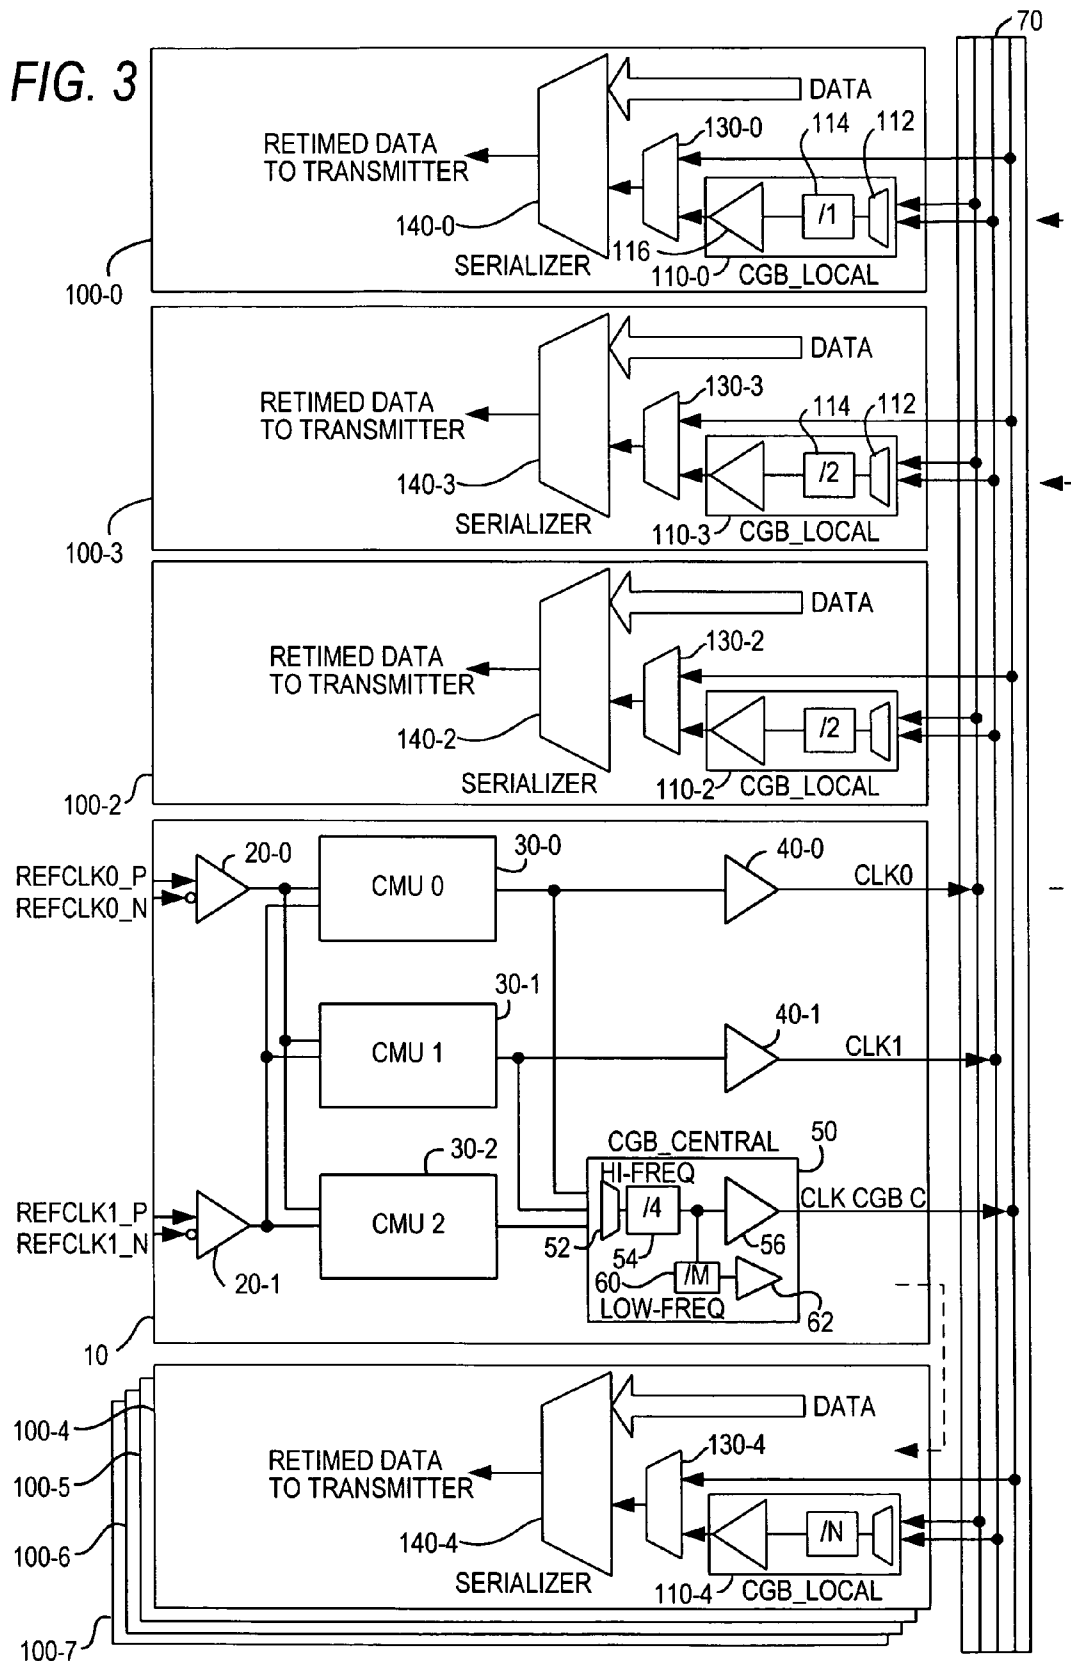 FIG. 3
70
DATA
130-0
114
112
RETIMED DATA
TO TRANSMITTER
/1
140-0
116
SERIALIZER
110-0
CGB_LOCAL
100-0
DATA
130-3
114
112
RETIMED DATA
TO TRANSMITTER
/2
140-3
SERIALIZER
110-3
CGB_LOCAL
100-3
DATA
130-2
RETIMED DATA
TO TRANSMITTER
/2
140-2
SERIALIZER
110-2
CGB_LOCAL
100-2
20-0
30-0
40-0
REFCLK0_P
REFCLK0_N
CMU 0
CLK0
30-1
40-1
CMU 1
CLK1
30-2
CGB_CENTRAL
50
HI-FREQ
REFCLK1_P
REFCLK1_N
CMU 2
/4
CLK CGB C
52
54
56
20-1
60
/M
LOW-FREQ
62
10
DATA
100-4
130-4
RETIMED DATA
TO TRANSMITTER
100-5
/N
140-4
100-6
SERIALIZER
110-4
CGB_LOCAL
100-7